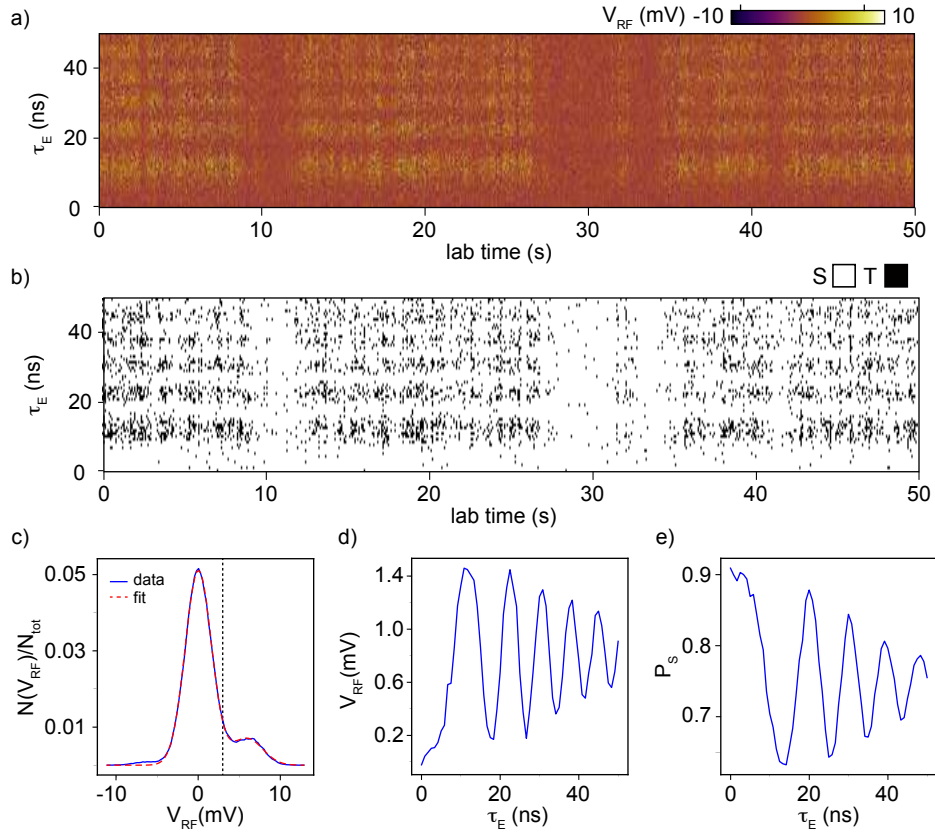 a)
V_RF (mV) -10 10
40
20
0
τ_E (ns)
0 10 20 30 40 50
lab time (s)
b)
S T
40
20
0
τ_E (ns)
0 10 20 30 40 50
lab time (s)
c)
data
fit
0.05
0.03
0.01
N(V_RF)/N_tot
-10 0 10
V_RF(mV)
d)
1.4
1.0
0.6
0.2
V_RF(mV)
0 20 40
τ_E (ns)
e)
0.9
0.8
0.7
P_S
0 20 40
τ_E (ns)